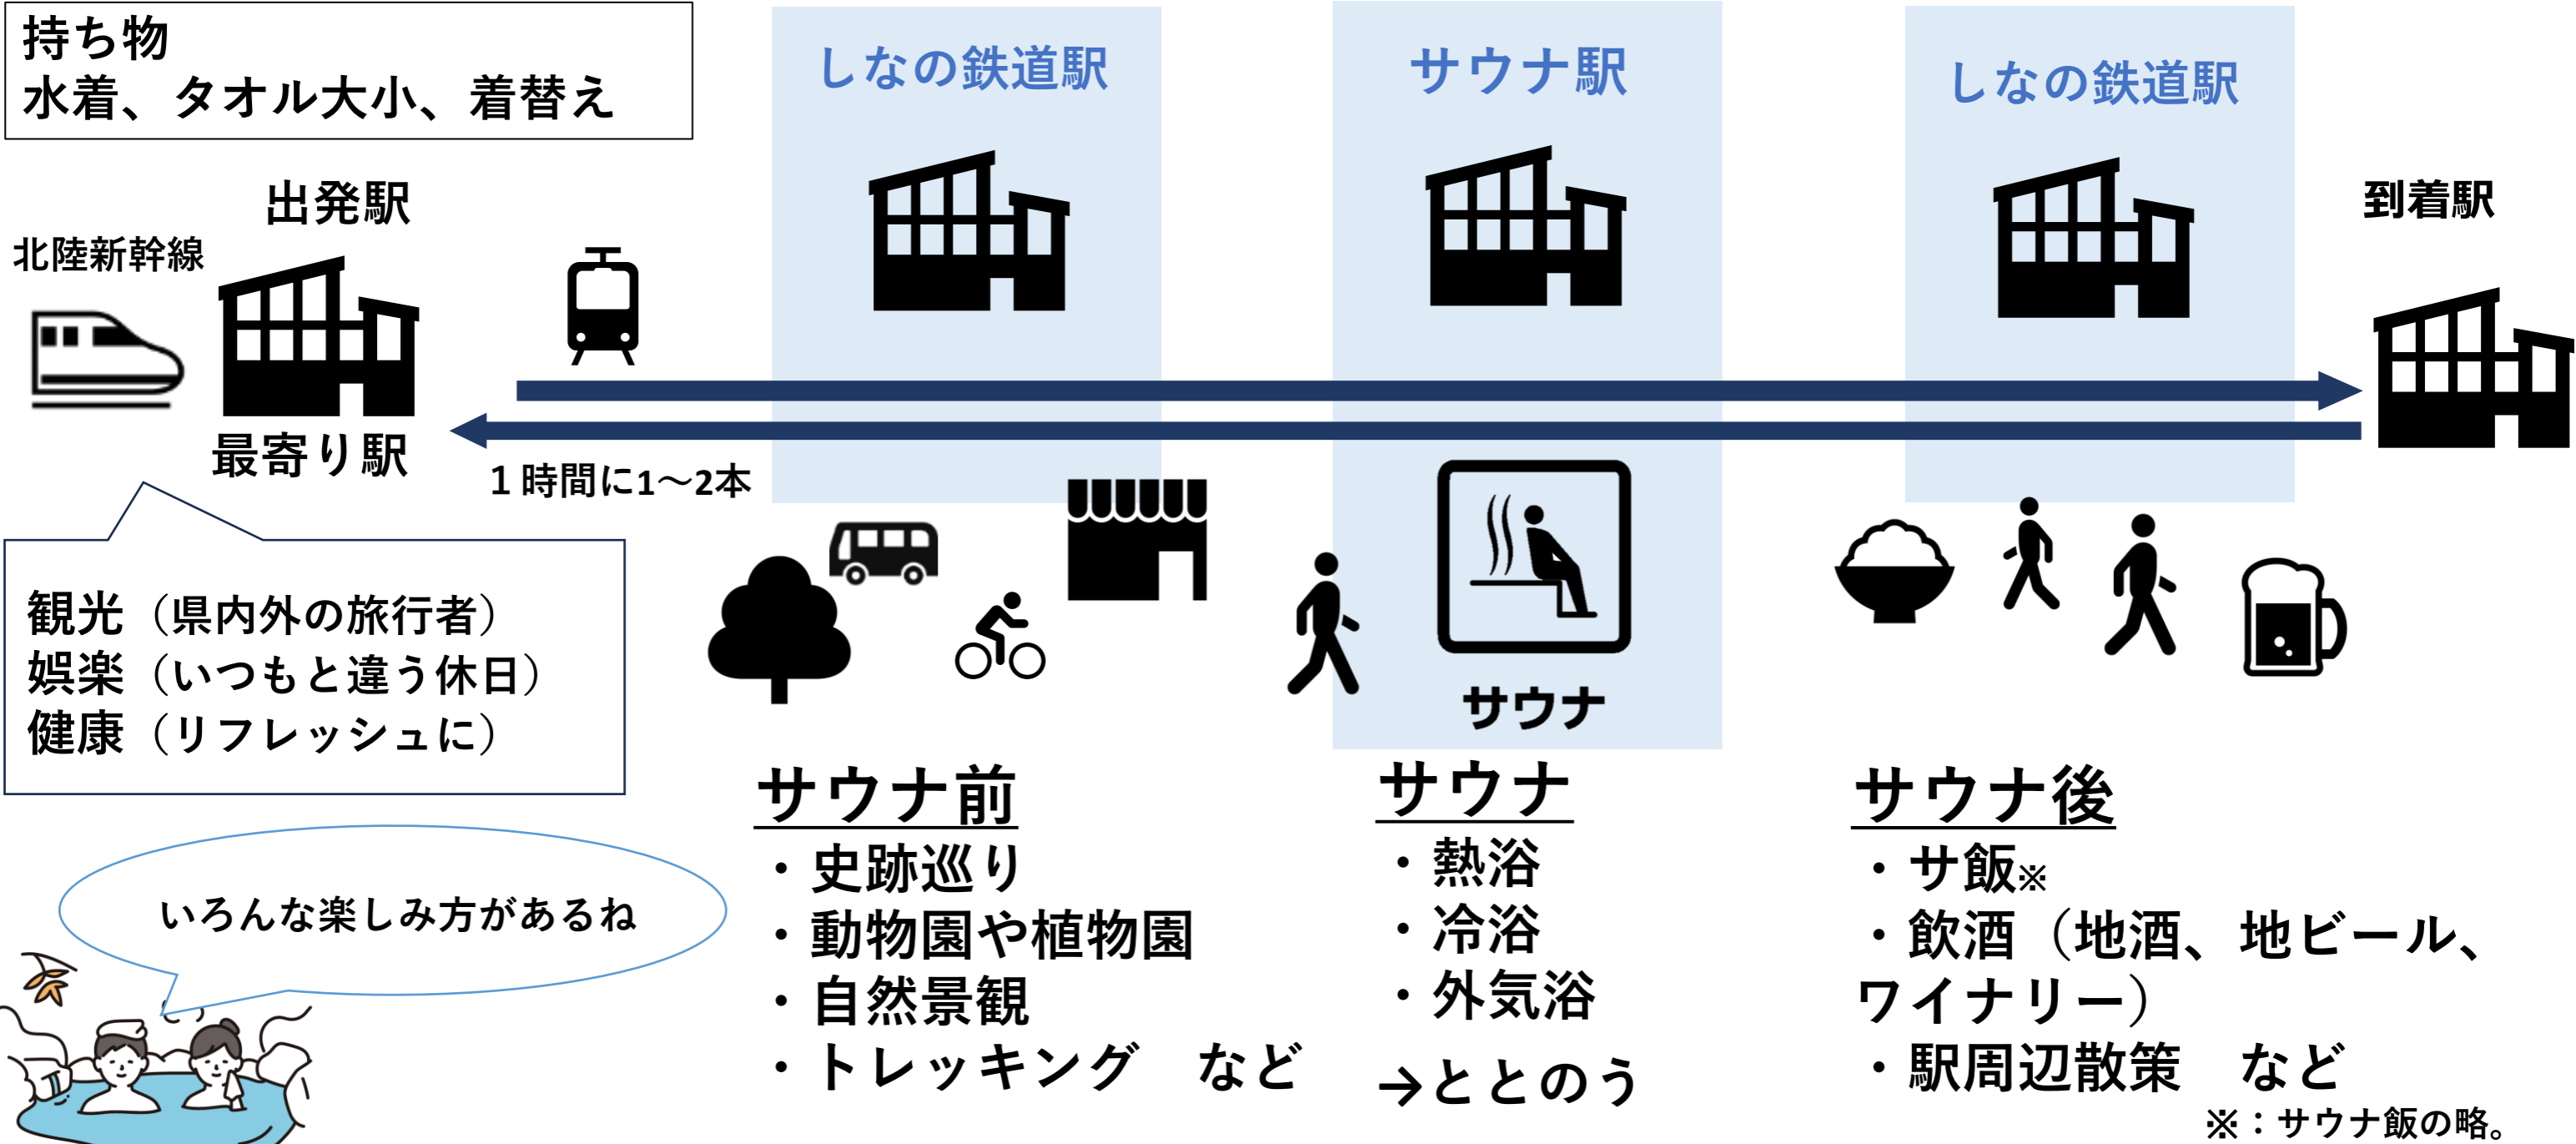 持ち物
水着、タオル大小、着替え
しなの鉄道駅
サウナ駅
しなの鉄道駅
出発駅
到着駅
北陸新幹線
最寄り駅
１時間に1～2本
観光（県内外の旅行者）
娯楽（いつもと違う休日）
健康（リフレッシュに）
サウナ
いろんな楽しみ方があるね
サウナ前
・史跡巡り
・動物園や植物園
・自然景観
・トレッキング　など
サウナ
・熱浴
・冷浴
・外気浴
→ととのう
サウナ後
・サ飯※
・飲酒（地酒、地ビール、
ワイナリー）
・駅周辺散策　など
※：サウナ飯の略。